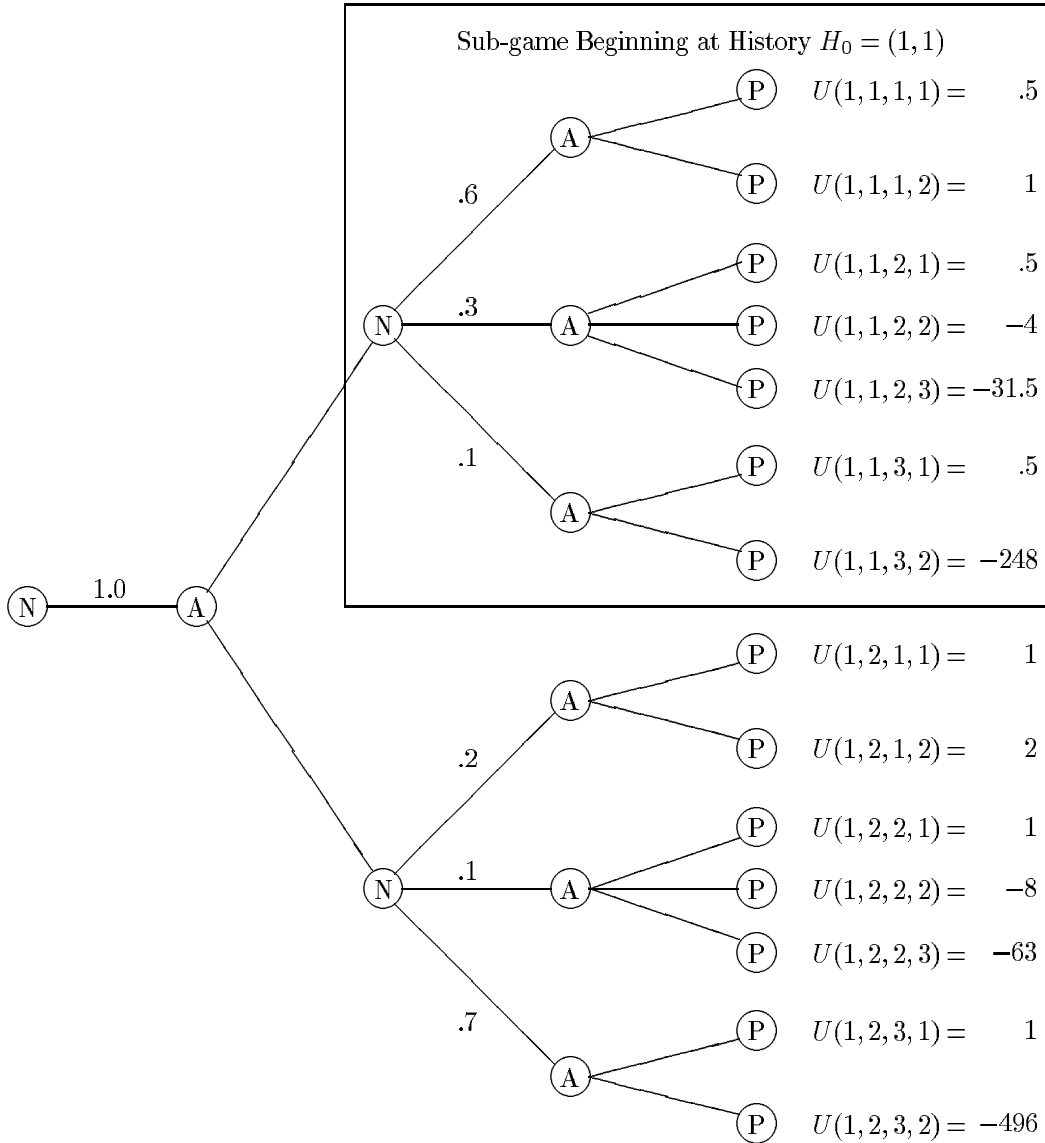 Sub-game Beginning at History H₀ = (1, 1)
P U(1, 1, 1, 1) = .5
A
P U(1, 1, 1, 2) = 1
.6
P U(1, 1, 2, 1) = .5
N .3 A P U(1, 1, 2, 2) = −4
P U(1, 1, 2, 3) = −31.5
.1
P U(1, 1, 3, 1) = .5
A
P U(1, 1, 3, 2) = −248
N 1.0 A
P U(1, 2, 1, 1) = 1
A
P U(1, 2, 1, 2) = 2
.2
P U(1, 2, 2, 1) = 1
N .1 A P U(1, 2, 2, 2) = −8
P U(1, 2, 2, 3) = −63
.7
P U(1, 2, 3, 1) = 1
A
P U(1, 2, 3, 2) = −496